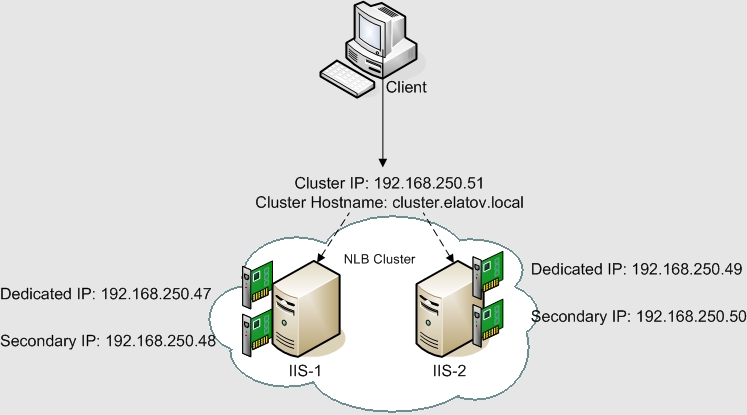 Client
Cluster IP: 192.168.250.51
Cluster Hostname: cluster.elatov.local
NLB Cluster
Dedicated IP: 192.168.250.47
Secondary IP: 192.168.250.48
Dedicated IP: 192.168.250.49
Secondary IP: 192.168.250.50
IIS-1
IIS-2